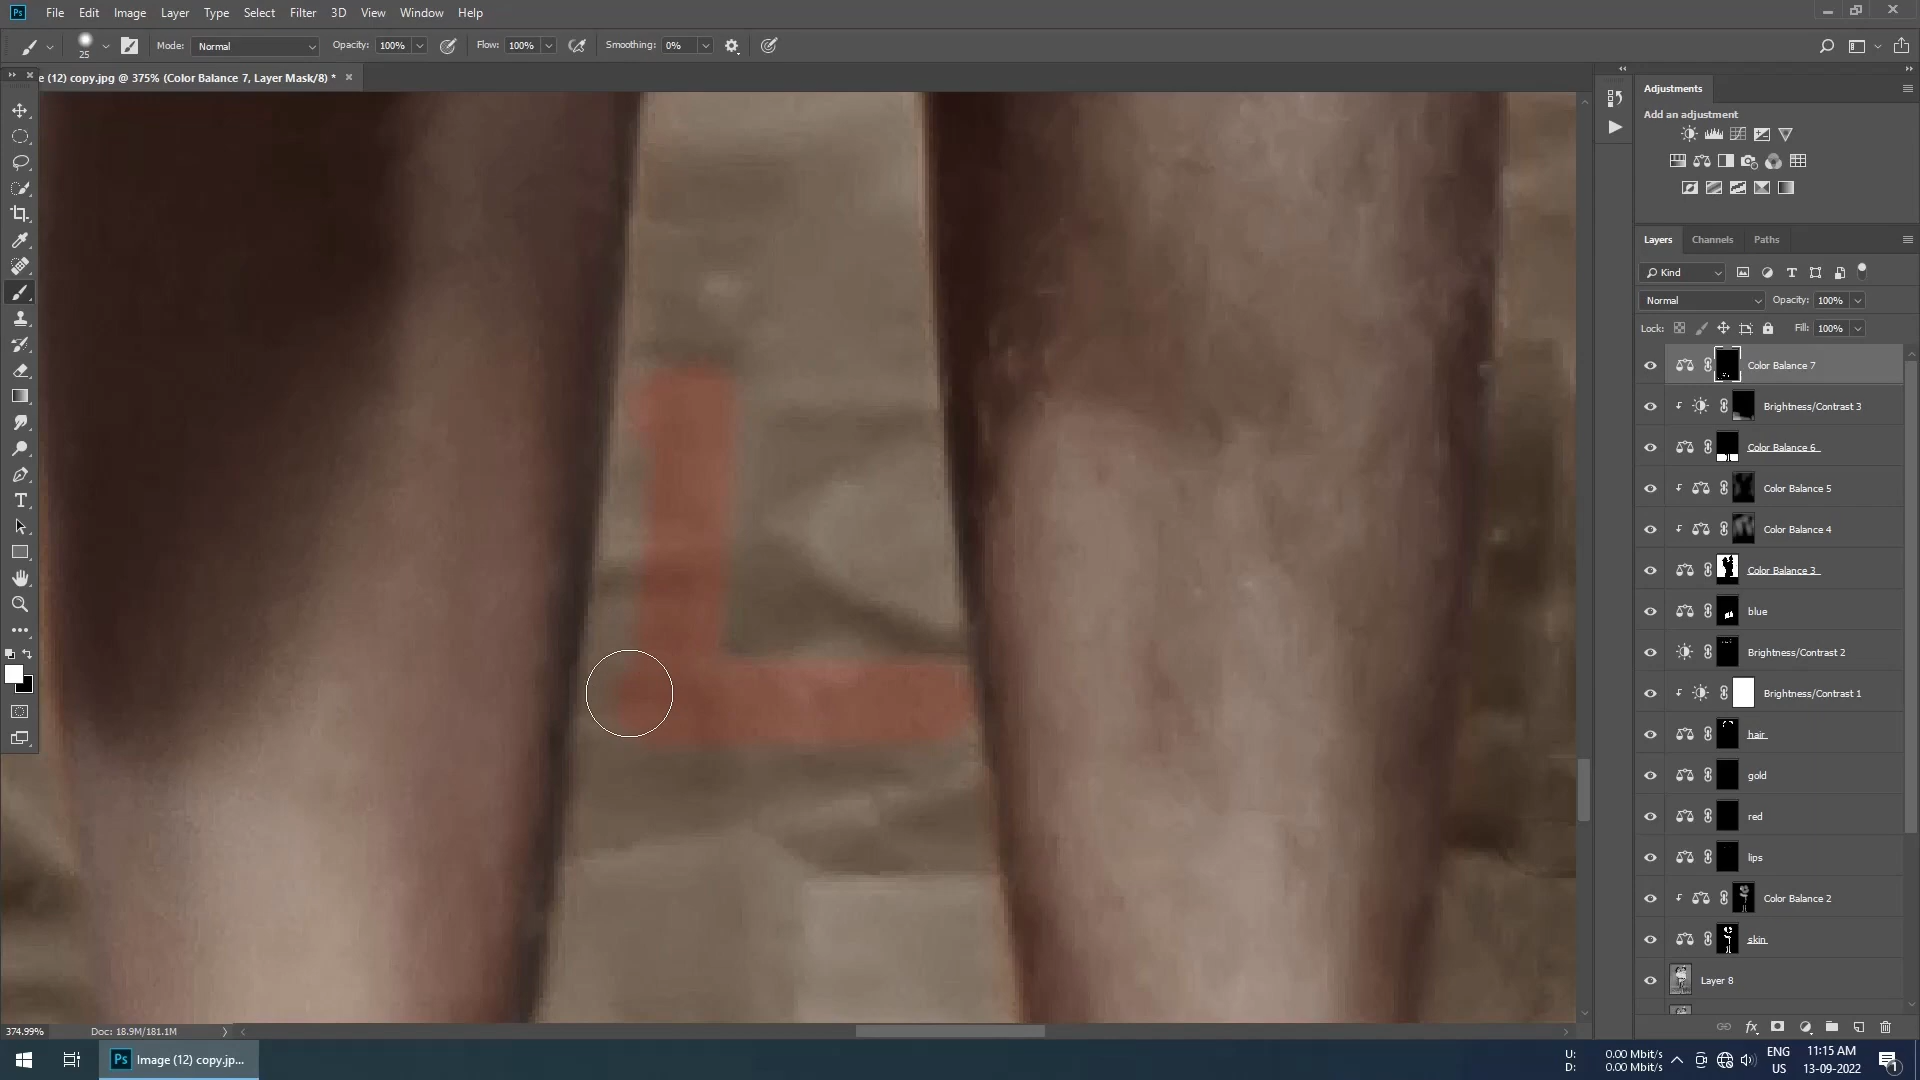 Ps File Edit Image Layer Type Select Filter 3D View Window Help
25 Mode: Normal Opacity: 100% Flow: 100% Smoothing: 0%
e (12) copy.jpg @ 375% (Color Balance 7, Layer Mask/8) *
Adjustments
Add an adjustment
Layers Channels Paths
Kind
Normal Opacity: 100%
Lock: Fill: 100%
Color Balance 7
Brightness/Contrast 3
Color Balance 6
Color Balance 5
Color Balance 4
Color Balance 3
blue
Brightness/Contrast 2
Brightness/Contrast 1
hair
gold
red
lips
Color Balance 2
skin
Layer 8
374.99% Doc: 18.9M/181.1M
Ps Image (12) copy.jp...
U: 0.00 Mbit/s
D: 0.00 Mbit/s
ENG
US
11:15 AM
13-09-2022
1